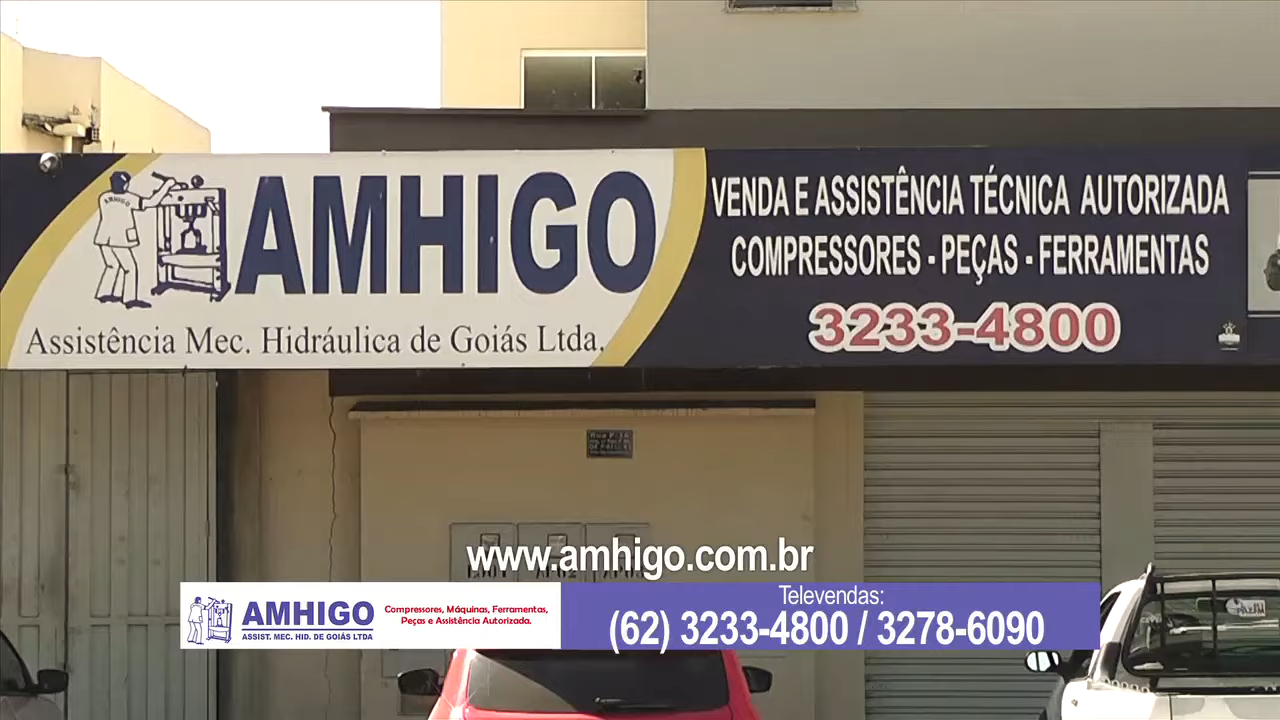 AMHIGO
AMHIGO
Assistência Mec. Hidráulica de Goiás Ltda.
VENDA E ASSISTÊNCIA TÉCNICA AUTORIZADA
COMPRESSORES - PEÇAS - FERRAMENTAS
3233-4800
www.amhigo.com.br
AMHIGO
ASSIST. MEC. HID. DE GOIÁS LTDA
Compressores, Máquinas, Ferramentas,
Peças e Assistência Autorizada.
Televendas:
(62) 3233-4800 / 3278-6090